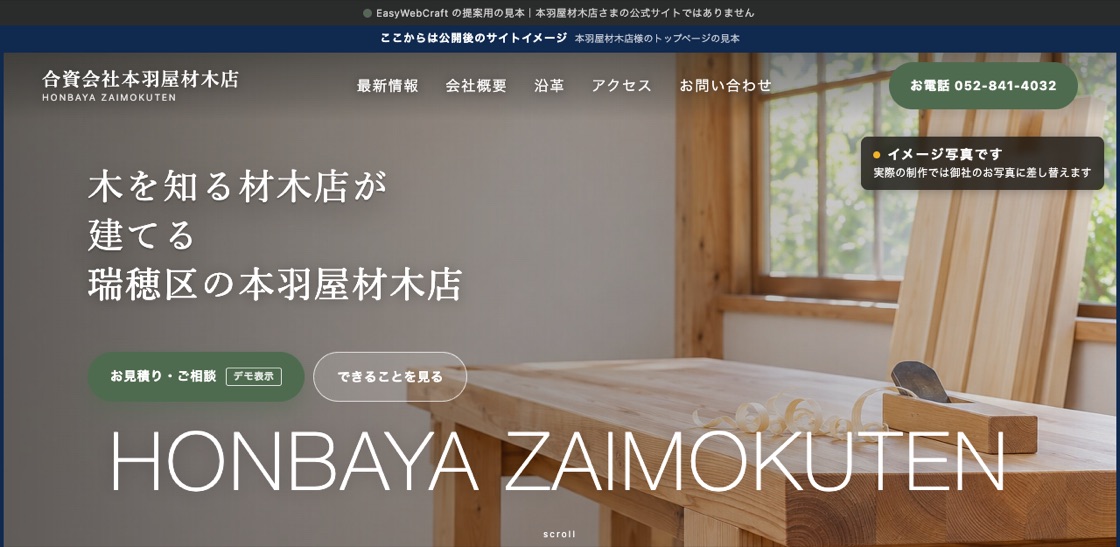 EasyWebCraft の提案用の見本｜本羽屋材木店さまの公式サイトではありません
ここからは公開後のサイトイメージ 本羽屋材木店様のトップページの見本
合資会社本羽屋材木店
HONBAYA ZAIMOKUTEN
最新情報 会社概要 沿革 アクセス お問い合わせ
お電話 052-841-4032
イメージ写真です
実際の制作では御社のお写真に差し替えます
木を知る材木店が
建てる
瑞穂区の本羽屋材木店
お見積り・ご相談 デモ表示
できることを見る
HONBAYA ZAIMOKUTEN
scroll